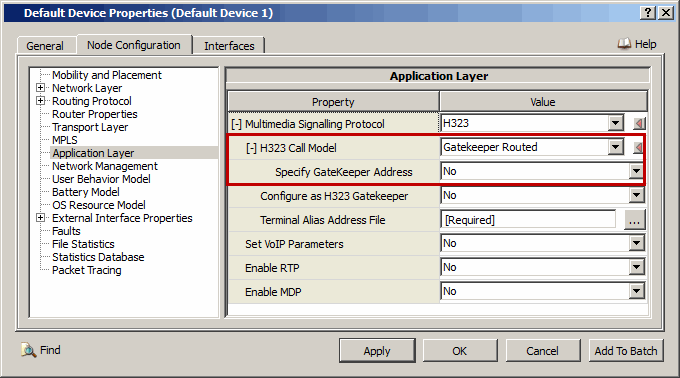 Default Device Properties (Default Device 1)
General
Node Configuration
Interfaces
Help
Mobility and Placement
Network Layer
Routing Protocol
Router Properties
Transport Layer
MPLS
Application Layer
Network Management
User Behavior Model
Battery Model
OS Resource Model
External Interface Properties
Faults
File Statistics
Statistics Database
Packet Tracing
Application Layer
Property Value
[-] Multimedia Signalling Protocol H323
[-] H323 Call Model Gatekeeper Routed
Specify GateKeeper Address No
Configure as H323 Gatekeeper No
Terminal Alias Address File [Required] ...
Set VoIP Parameters No
Enable RTP No
Enable MDP No
Find
Apply
OK
Cancel
Add To Batch